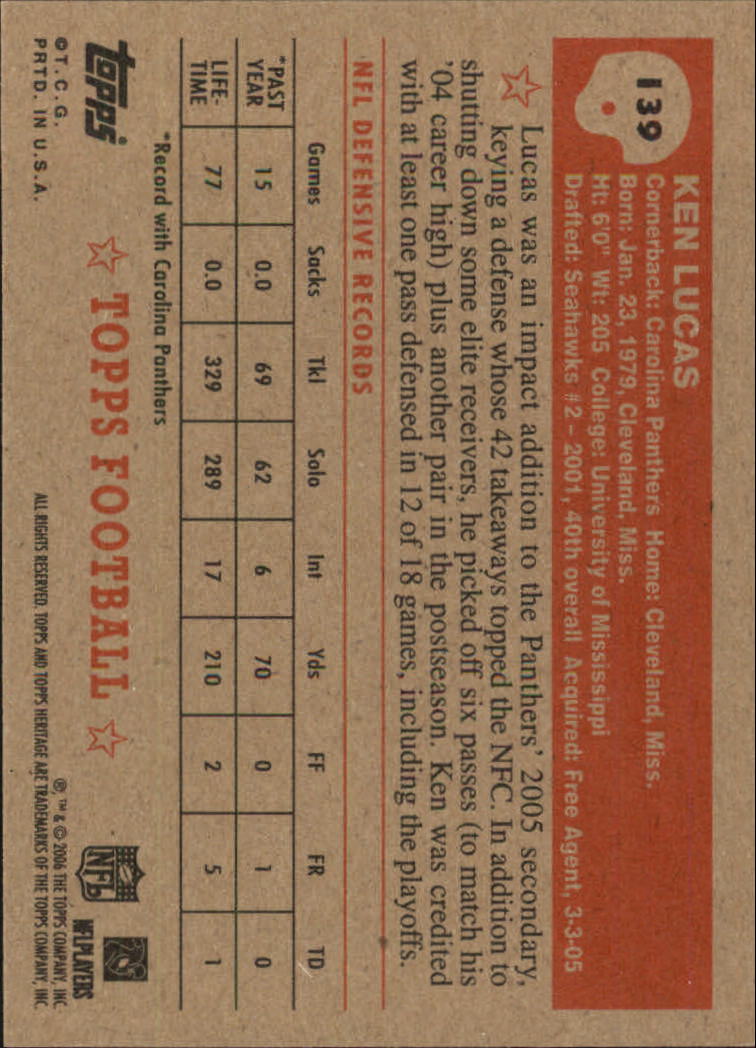 139
KEN LUCAS
Cornerback: Carolina Panthers Home: Cleveland, Miss.
Born: Jan. 23, 1979, Cleveland, Miss.
Ht: 6'0" Wt: 205 College: University of Mississippi
Drafted: Seahawks #2 – 2001, 40th overall Acquired: Free Agent, 3-3-05
Lucas was an impact addition to the Panthers' 2005 secondary,
keying a defense whose 42 takeaways topped the NFC. In addition to
shutting down some elite receivers, he picked off six passes (to match his
'04 career high) plus another pair in the postseason. Ken was credited
with at least one pass defensed in 12 of 18 games, including the playoffs.
NFL DEFENSIVE RECORDS
Games Sacks Tkl Solo Int Yds FF FR TD
*PAST YEAR 15 0.0 69 62 6 70 0 1 0
LIFE-TIME 77 0.0 329 289 17 210 2 5 1
*Record with Carolina Panthers
topps
TOPPS FOOTBALL
NFL
NFLPLAYERS
©T.C.G.
PRTD. IN U.S.A.
®, ™ & © 2006 THE TOPPS COMPANY, INC.
ALL RIGHTS RESERVED. TOPPS AND TOPPS HERITAGE ARE TRADEMARKS OF THE TOPPS COMPANY, INC.